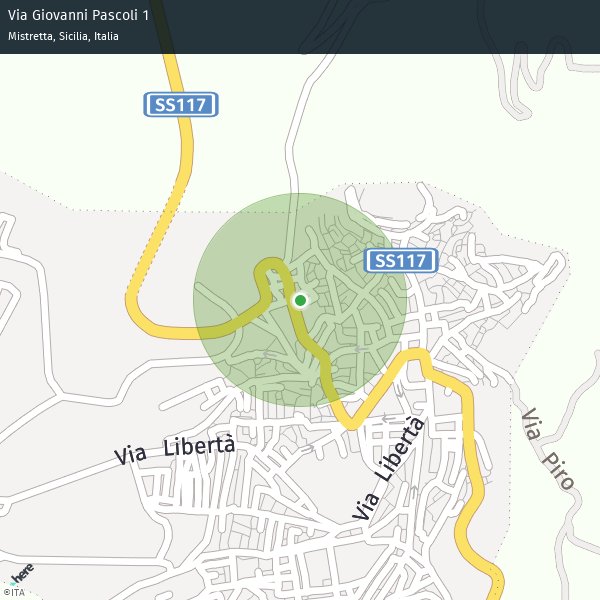 Via Giovanni Pascoli 1
Mistretta, Sicilia, Italia
SS117
SS117
Via Libertà
Via Libertà
Via Piro
here
©ITA